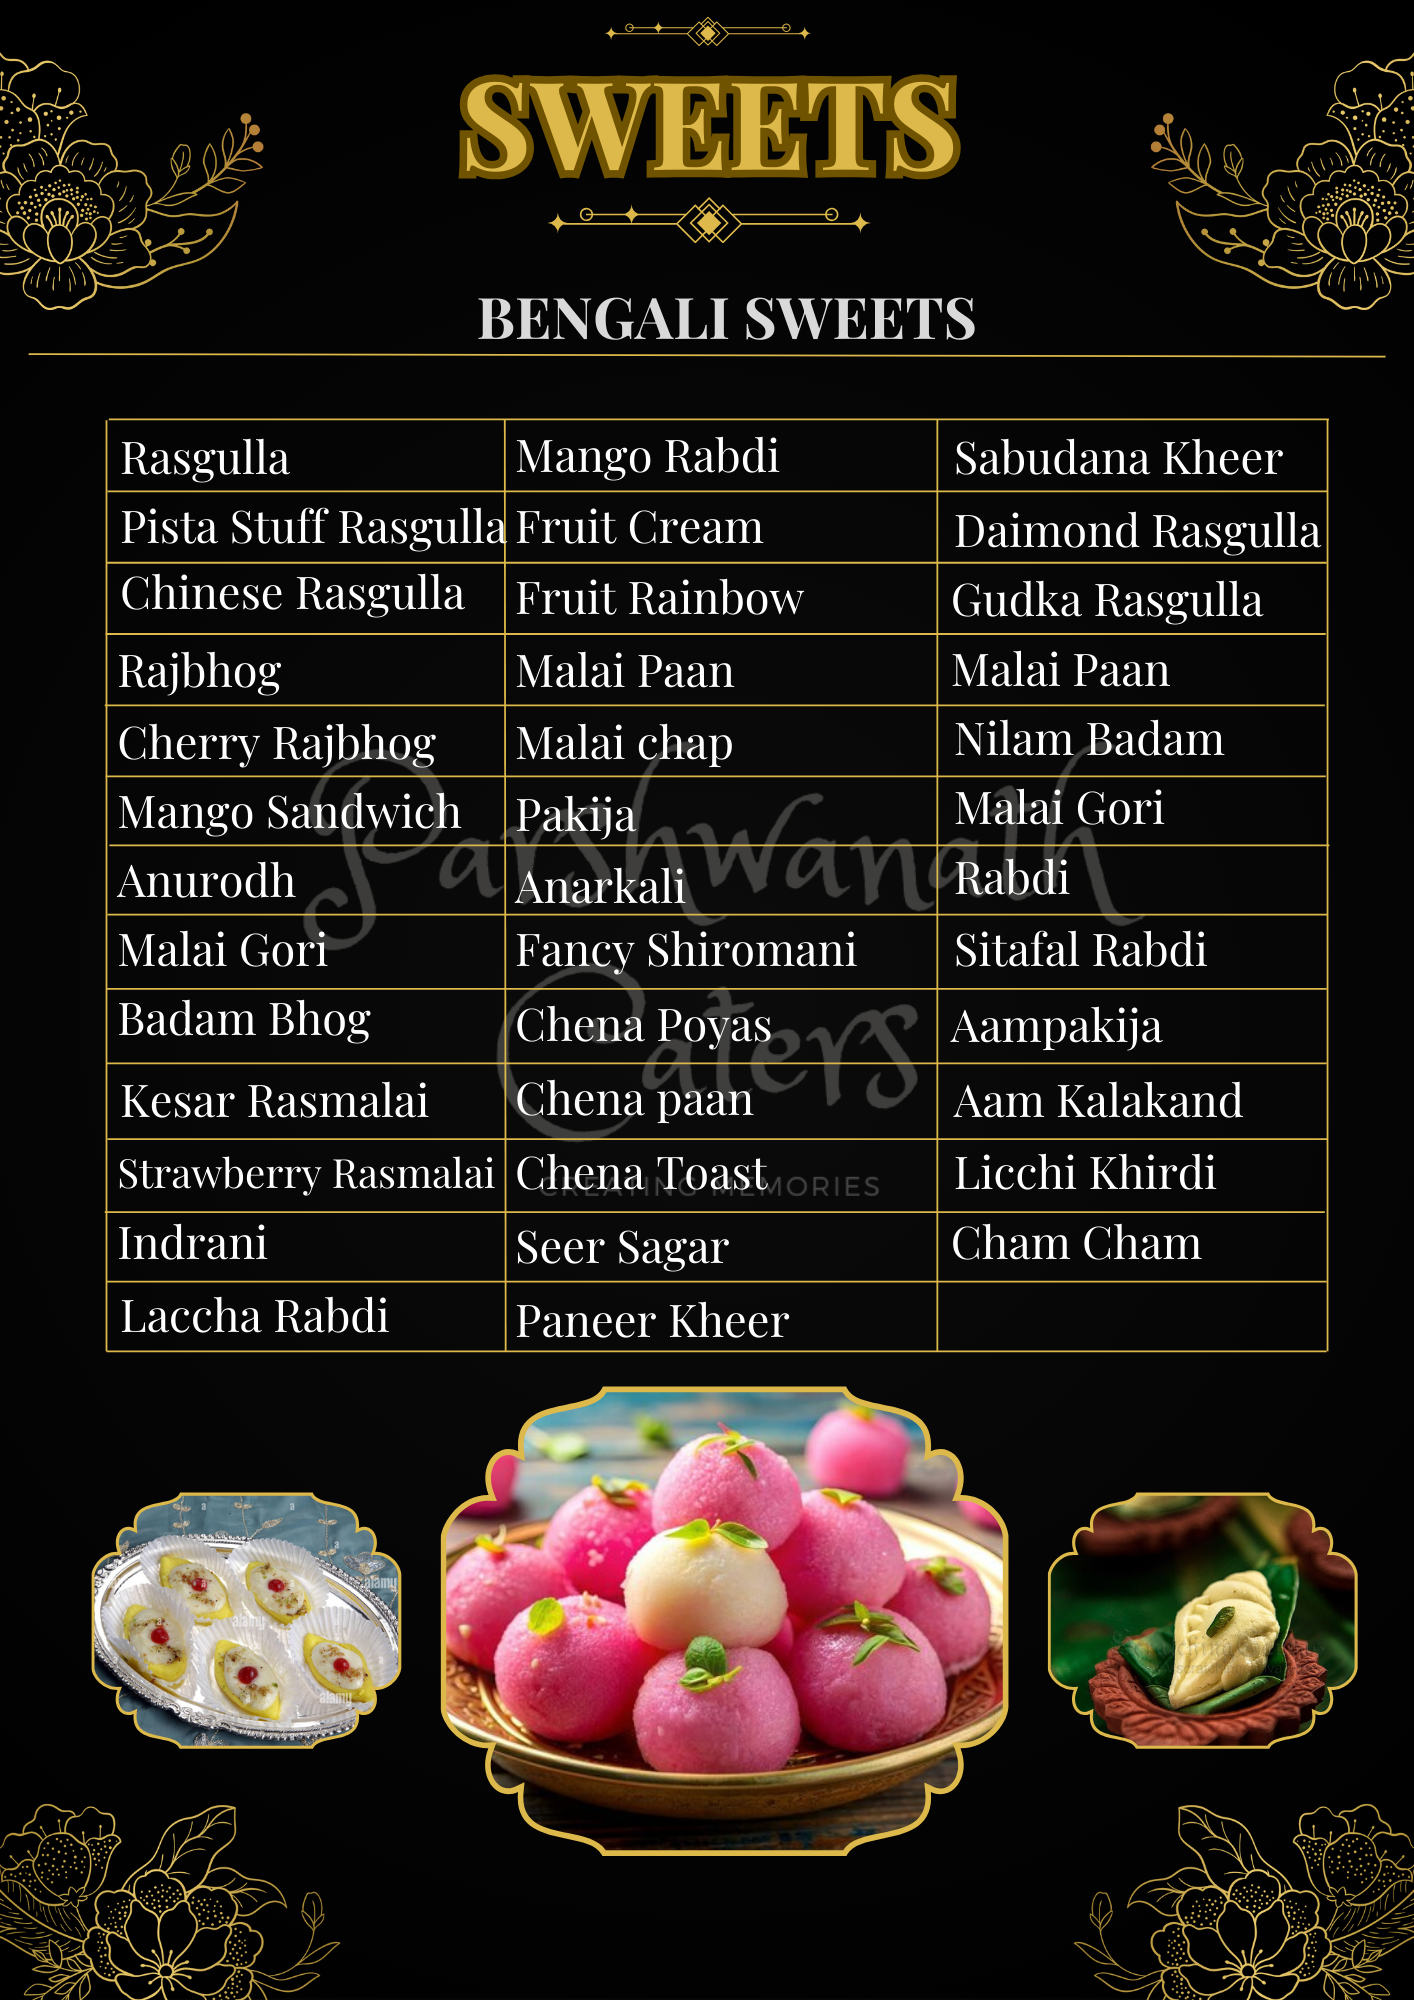 SWEETS
BENGALI SWEETS
Rasgulla Mango Rabdi Sabudana Kheer
Pista Stuff Rasgulla Fruit Cream Daimond Rasgulla
Chinese Rasgulla Fruit Rainbow Gudka Rasgulla
Rajbhog Malai Paan Malai Paan
Cherry Rajbhog Malai chap Nilam Badam
Mango Sandwich Pakija Malai Gori
Anurodh Anarkali Rabdi
Malai Gori Fancy Shiromani Sitafal Rabdi
Badam Bhog Chena Poyas Aampakija
Kesar Rasmalai Chena paan Aam Kalakand
Strawberry Rasmalai Chena Toast Licchi Khirdi
Indrani Seer Sagar Cham Cham
Laccha Rabdi Paneer Kheer
Parshwanath
Caters
CREATING MEMORIES
a a
a
alamy
a alamy
alamy
a